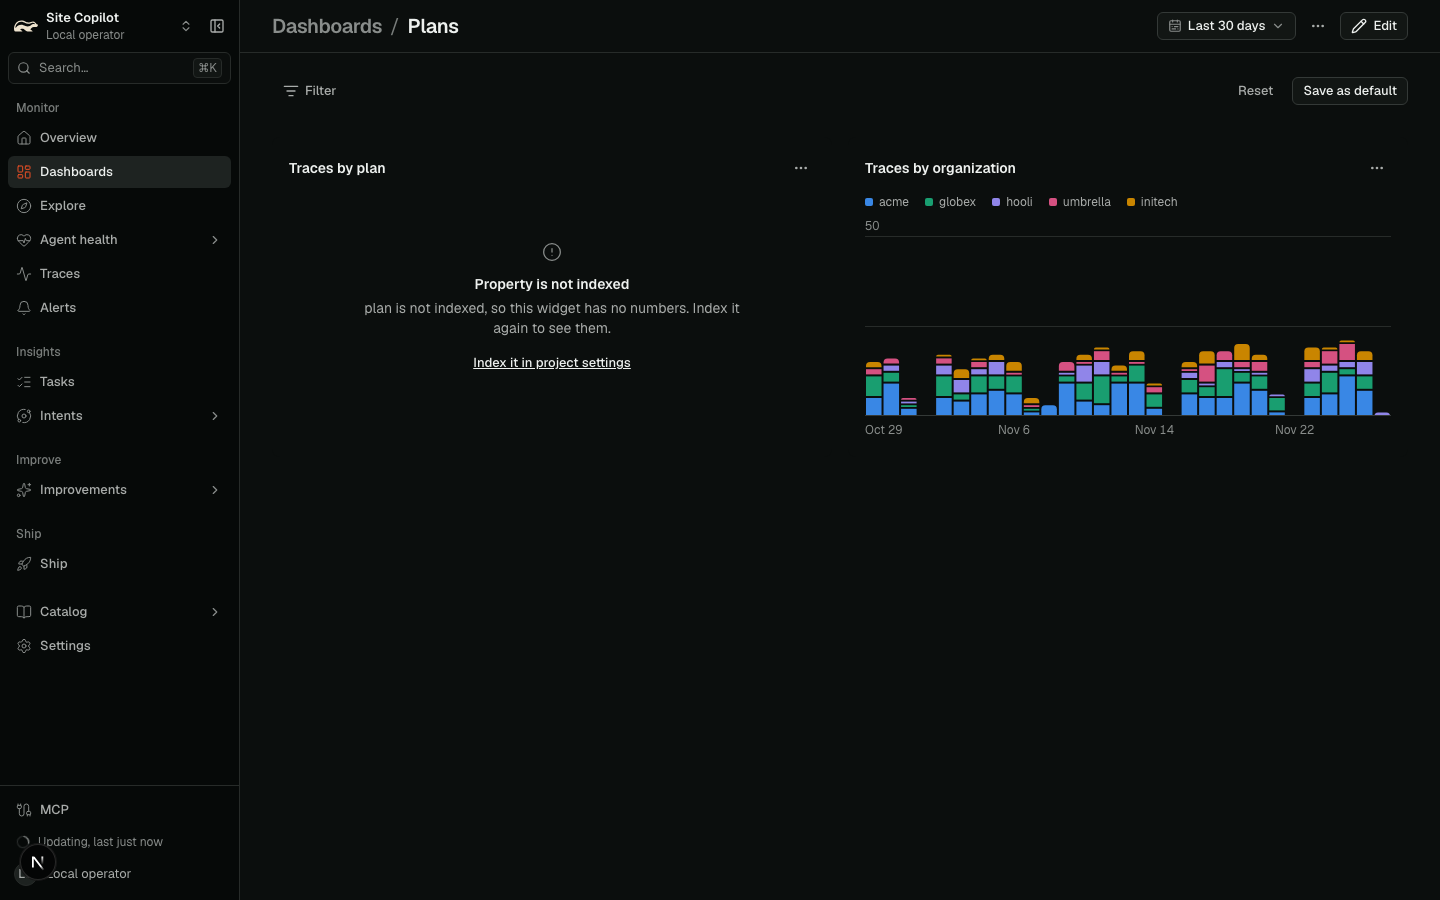 Site Copilot
Local operator
Search...
⌘K
Monitor
Overview
Dashboards
Explore
Agent health
Traces
Alerts
Insights
Tasks
Intents
Improve
Improvements
Ship
Ship
Catalog
Settings
MCP
Updating, last just now
Local operator
Dashboards / Plans
Last 30 days
Edit
Filter
Reset
Save as default
Traces by plan
Property is not indexed
plan is not indexed, so this widget has no numbers. Index it
again to see them.
Index it in project settings
Traces by organization
acme globex hooli umbrella initech
50
Oct 29 Nov 6 Nov 14 Nov 22